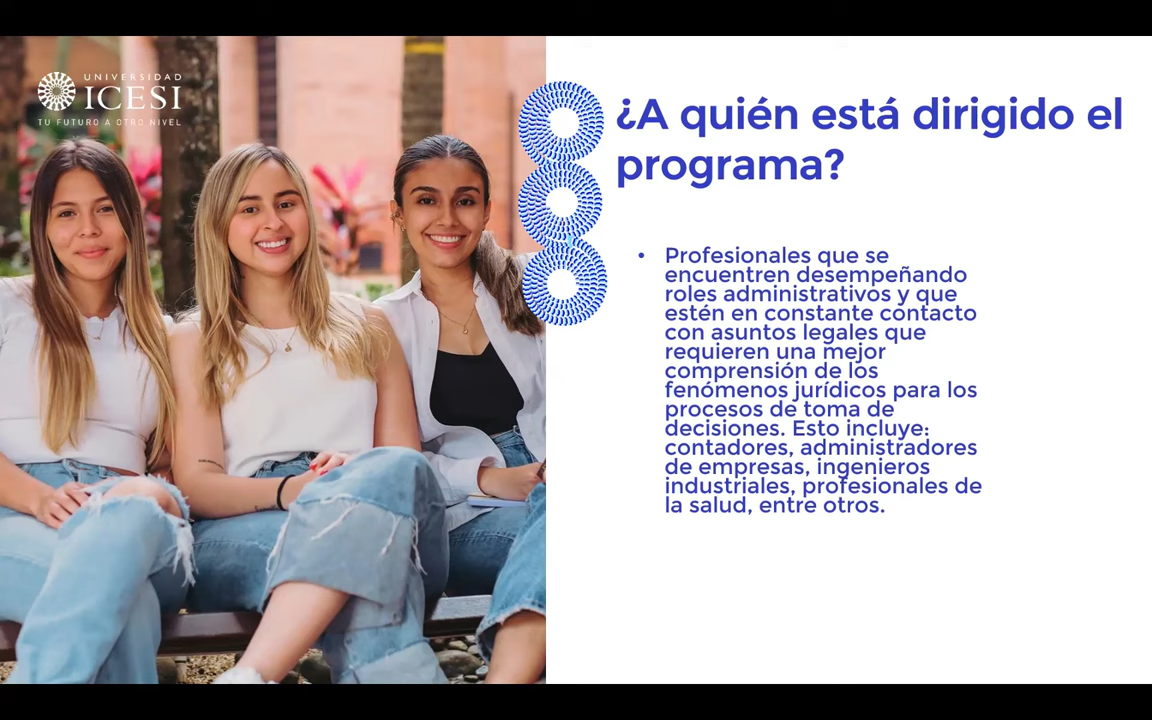 UNIVERSIDAD
ICESI
TU FUTURO A OTRO NIVEL
¿A quién está dirigido el
programa?
• Profesionales que se
encuentren desempeñando
roles administrativos y que
estén en constante contacto
con asuntos legales que
requieren una mejor
comprensión de los
fenómenos jurídicos para los
procesos de toma de
decisiones. Esto incluye:
contadores, administradores
de empresas, ingenieros
industriales, profesionales de
la salud, entre otros.